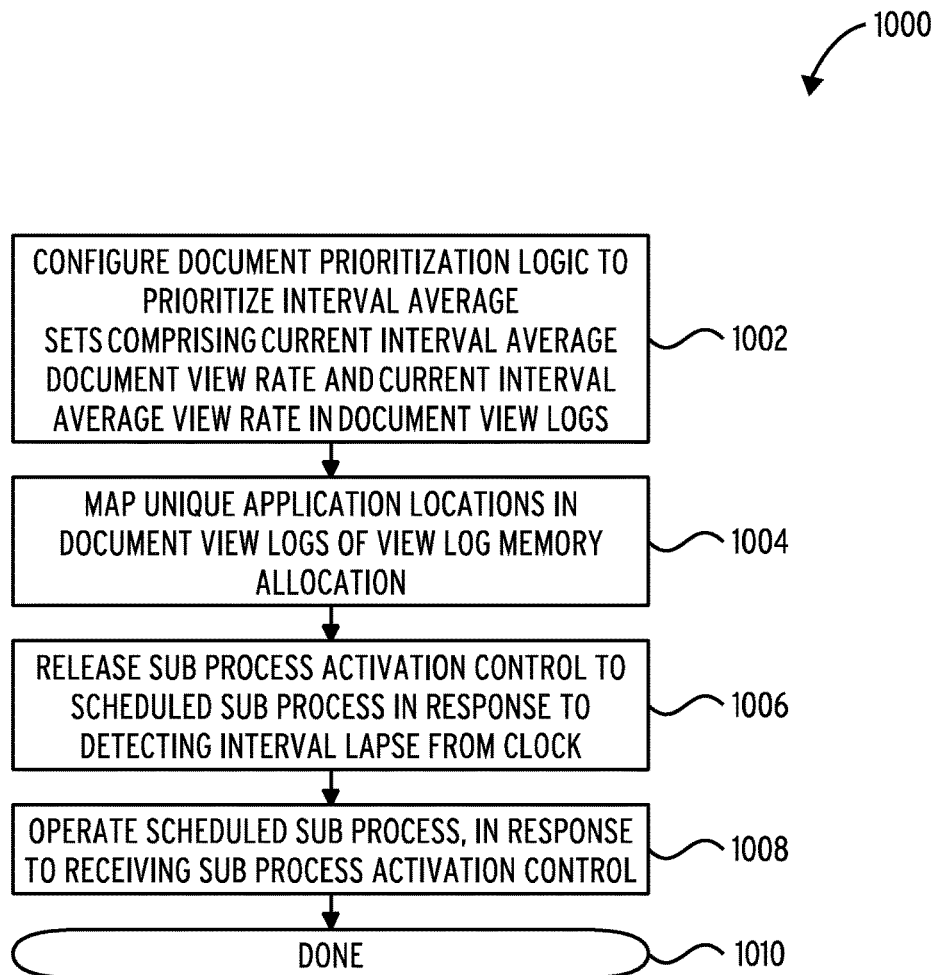 1000
CONFIGURE DOCUMENT PRIORITIZATION LOGIC TO
PRIORITIZE INTERVAL AVERAGE
SETS COMPRISING CURRENT INTERVAL AVERAGE
DOCUMENT VIEW RATE AND CURRENT INTERVAL
AVERAGE VIEW RATE IN DOCUMENT VIEW LOGS
1002
MAP UNIQUE APPLICATION LOCATIONS IN
DOCUMENT VIEW LOGS OF VIEW LOG MEMORY
ALLOCATION
1004
RELEASE SUB PROCESS ACTIVATION CONTROL TO
SCHEDULED SUB PROCESS IN RESPONSE TO
DETECTING INTERVAL LAPSE FROM CLOCK
1006
OPERATE SCHEDULED SUB PROCESS, IN RESPONSE
TO RECEIVING SUB PROCESS ACTIVATION CONTROL
1008
DONE
1010